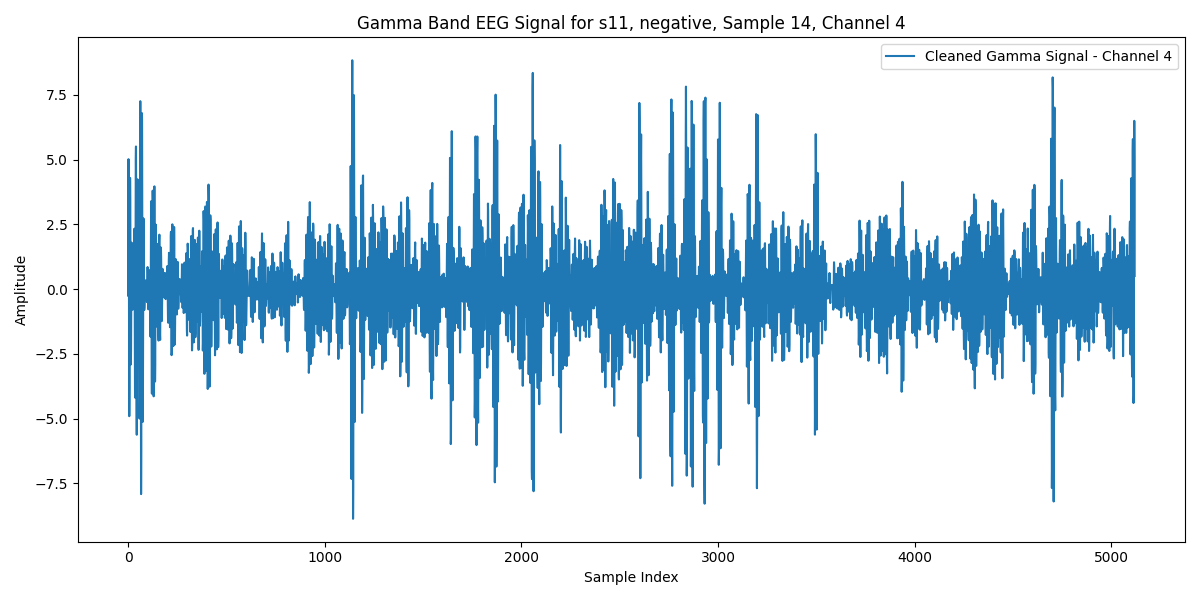 Gamma Band EEG Signal for s11, negative, Sample 14, Channel 4
Cleaned Gamma Signal - Channel 4
7.5
5.0
2.5
0.0
−2.5
−5.0
−7.5
Amplitude
0 1000 2000 3000 4000 5000
Sample Index